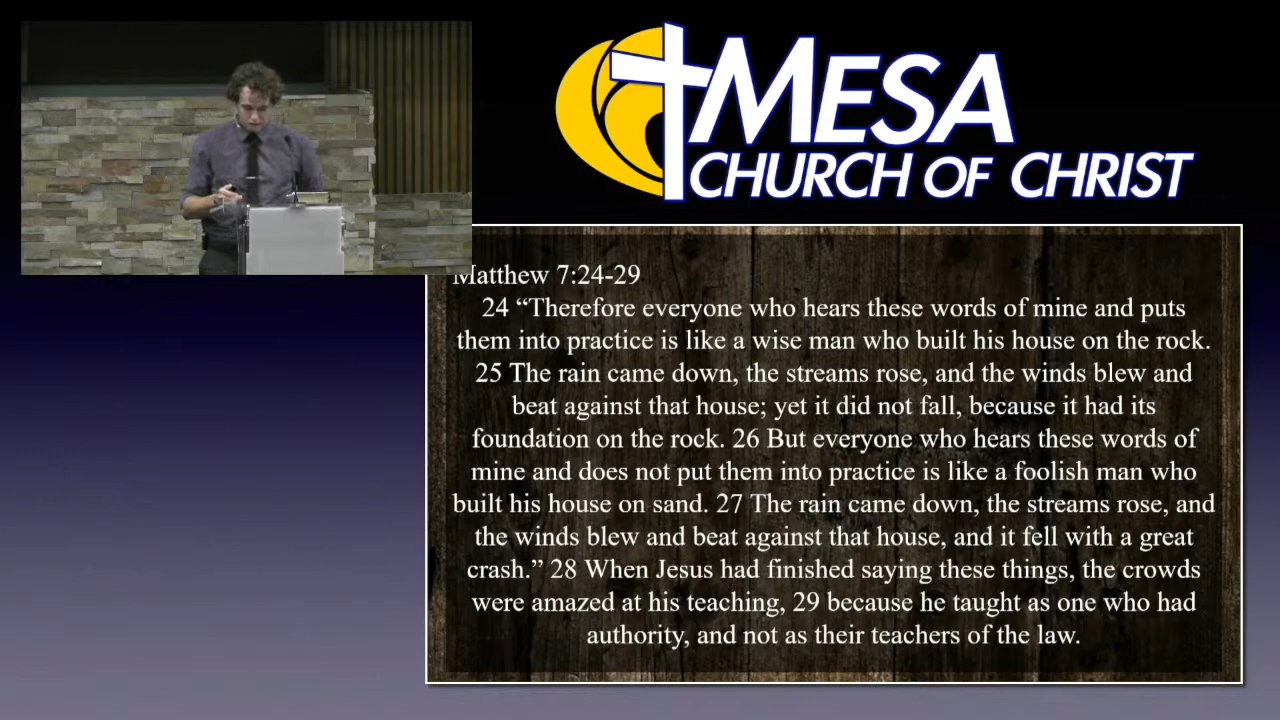 MESA
CHURCH OF CHRIST
Matthew 7:24-29
24 “Therefore everyone who hears these words of mine and puts
them into practice is like a wise man who built his house on the rock.
25 The rain came down, the streams rose, and the winds blew and
beat against that house; yet it did not fall, because it had its
foundation on the rock. 26 But everyone who hears these words of
mine and does not put them into practice is like a foolish man who
built his house on sand. 27 The rain came down, the streams rose, and
the winds blew and beat against that house, and it fell with a great
crash.” 28 When Jesus had finished saying these things, the crowds
were amazed at his teaching, 29 because he taught as one who had
authority, and not as their teachers of the law.